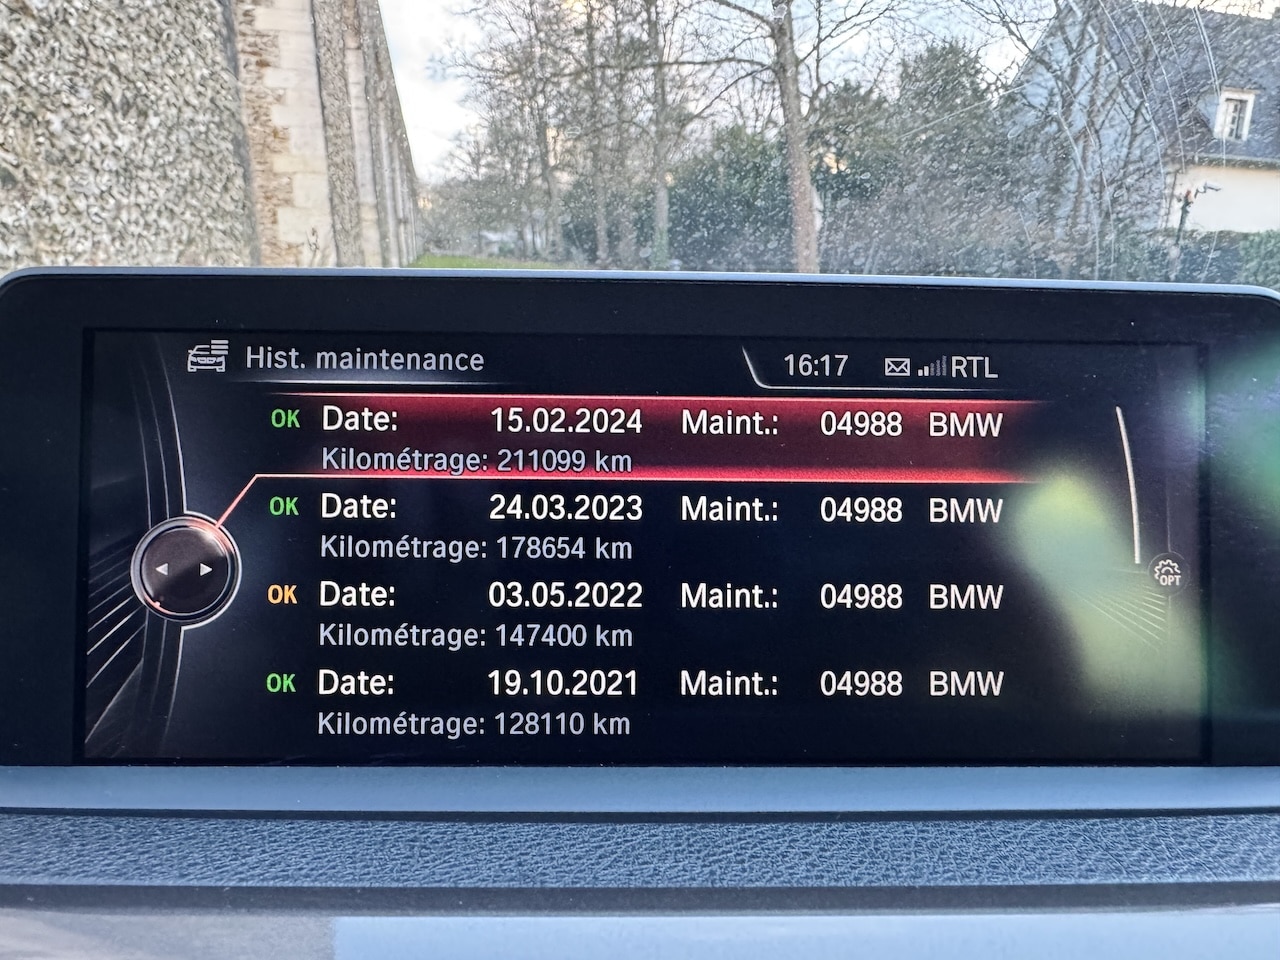 Hist. maintenance 16:17 RTL
OK Date: 15.02.2024 Maint.: 04988 BMW
Kilométrage: 211099 km
OK Date: 24.03.2023 Maint.: 04988 BMW
Kilométrage: 178654 km
OK Date: 03.05.2022 Maint.: 04988 BMW
Kilométrage: 147400 km
OPT
OK Date: 19.10.2021 Maint.: 04988 BMW
Kilométrage: 128110 km